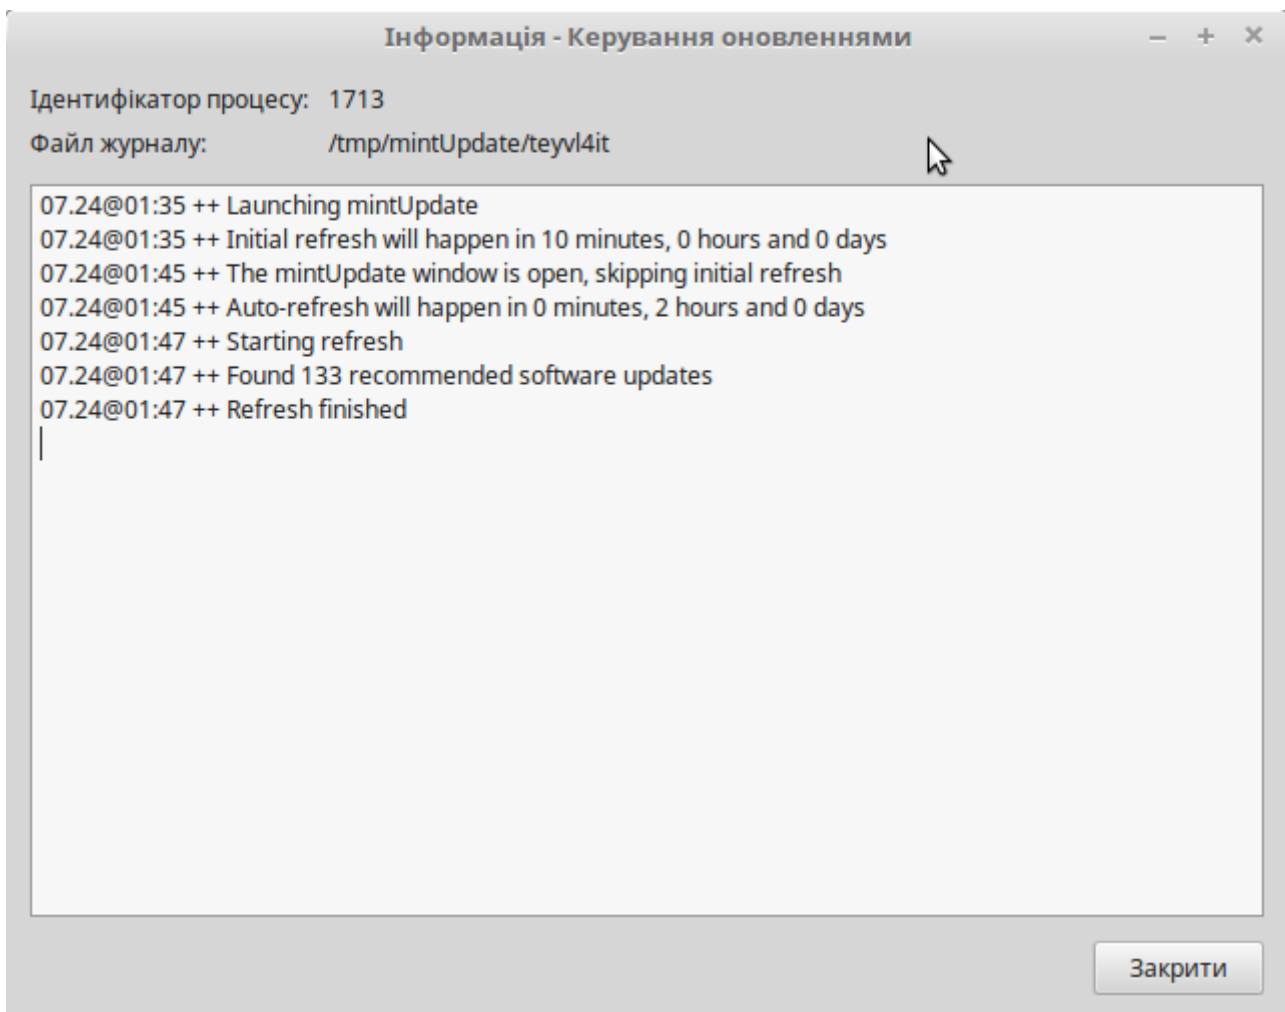 Інформація - Керування оновленнями
Ідентифікатор процесу: 1713
Файл журналу: /tmp/mintUpdate/teyvl4it
07.24@01:35 ++ Launching mintUpdate
07.24@01:35 ++ Initial refresh will happen in 10 minutes, 0 hours and 0 days
07.24@01:45 ++ The mintUpdate window is open, skipping initial refresh
07.24@01:45 ++ Auto-refresh will happen in 0 minutes, 2 hours and 0 days
07.24@01:47 ++ Starting refresh
07.24@01:47 ++ Found 133 recommended software updates
07.24@01:47 ++ Refresh finished
Закрити